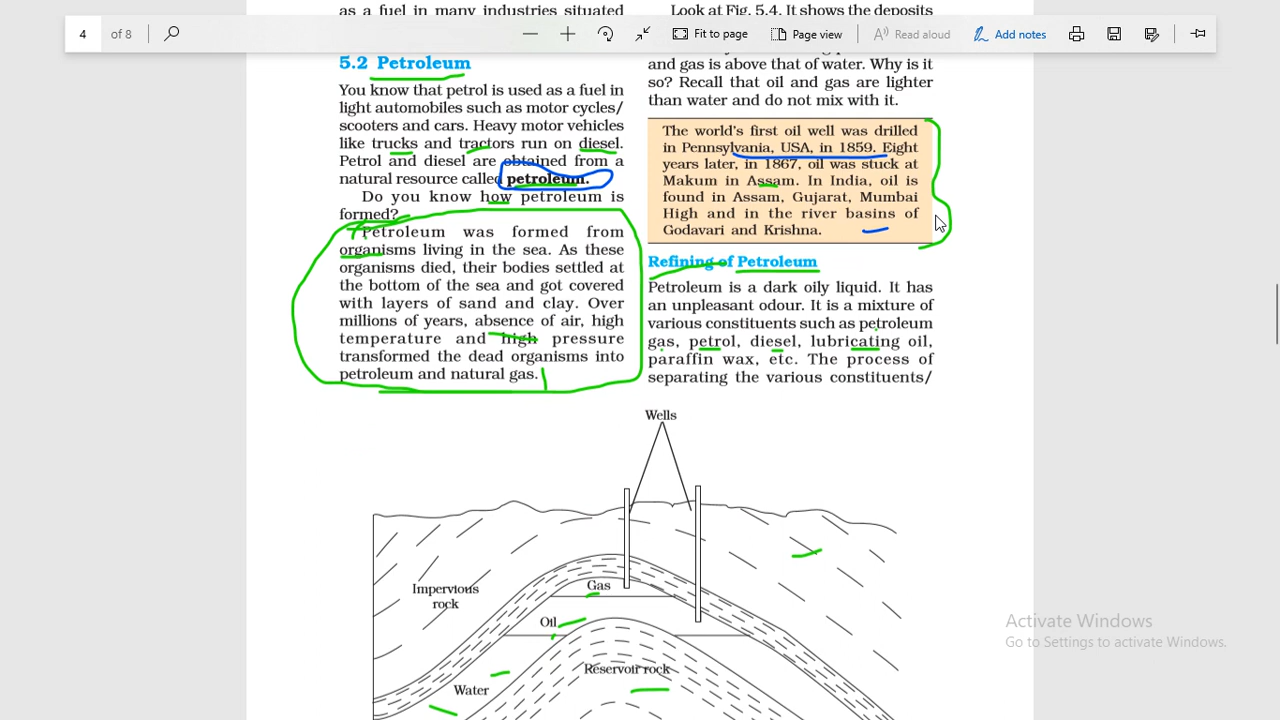 4 of 8
Fit to page
Page view
Read aloud
Add notes
as a fuel in many industries situated
5.2 Petroleum
You know that petrol is used as a fuel in
light automobiles such as motor cycles/
scooters and cars. Heavy motor vehicles
like trucks and tractors run on diesel.
Petrol and diesel are obtained from a
natural resource called petroleum.
Do you know how petroleum is
formed?
Petroleum was formed from
organisms living in the sea. As these
organisms died, their bodies settled at
the bottom of the sea and got covered
with layers of sand and clay. Over
millions of years, absence of air, high
temperature and high pressure
transformed the dead organisms into
petroleum and natural gas.
Look at Fig. 5.4. It shows the deposits
and gas is above that of water. Why is it
so? Recall that oil and gas are lighter
than water and do not mix with it.
The world's first oil well was drilled
in Pennsylvania, USA, in 1859. Eight
years later, in 1867, oil was stuck at
Makum in Assam. In India, oil is
found in Assam, Gujarat, Mumbai
High and in the river basins of
Godavari and Krishna.
Refining of Petroleum
Petroleum is a dark oily liquid. It has
an unpleasant odour. It is a mixture of
various constituents such as petroleum
gas, petrol, diesel, lubricating oil,
paraffin wax, etc. The process of
separating the various constituents/
Wells
Impervious
rock
Gas
Oil
Reservoir rock
Water
Activate Windows
Go to Settings to activate Windows.